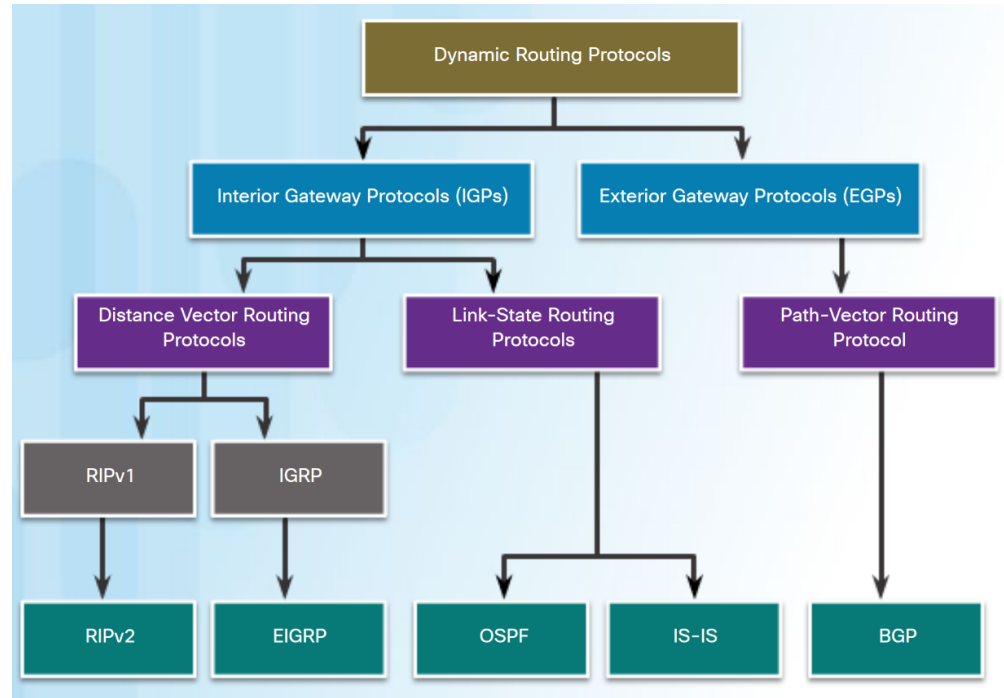 Dynamic Routing Protocols
Interior Gateway Protocols (IGPs)
Exterior Gateway Protocols (EGPs)
Distance Vector Routing
Protocols
Link-State Routing
Protocols
Path-Vector Routing
Protocol
RIPv1
IGRP
RIPv2
EIGRP
OSPF
IS-IS
BGP